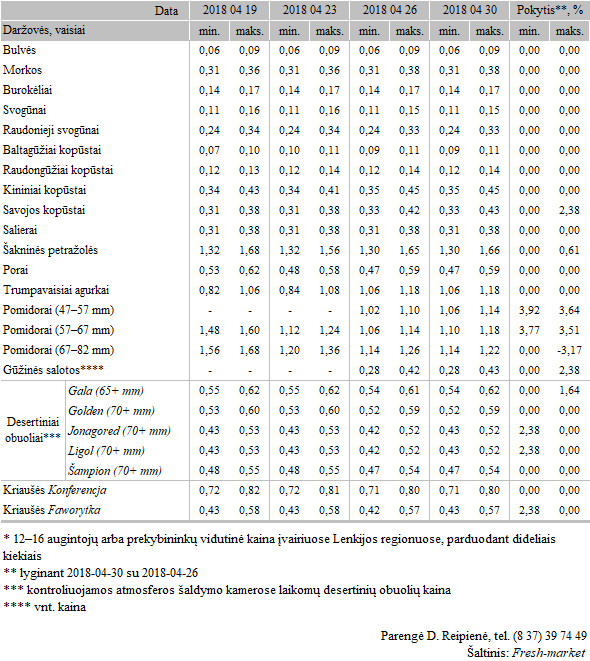 Data 2018 04 19 2018 04 23 2018 04 26 2018 04 30 Pokytis**, %
Daržovės, vaisiai min. maks. min. maks. min. maks. min. maks. min. maks.
Bulvės 0,06 0,09 0,06 0,09 0,06 0,09 0,06 0,09 0,00 0,00
Morkos 0,31 0,36 0,31 0,36 0,31 0,38 0,31 0,38 0,00 0,00
Burokėliai 0,14 0,17 0,14 0,17 0,14 0,17 0,14 0,17 0,00 0,00
Svogūnai 0,11 0,16 0,11 0,16 0,11 0,15 0,11 0,15 0,00 0,00
Raudonieji svogūnai 0,24 0,34 0,24 0,34 0,24 0,33 0,24 0,33 0,00 0,00
Baltagūžiai kopūstai 0,07 0,10 0,10 0,11 0,09 0,11 0,09 0,11 0,00 0,00
Raudongūžiai kopūstai 0,12 0,13 0,12 0,14 0,12 0,14 0,12 0,14 0,00 0,00
Kininiai kopūstai 0,34 0,43 0,34 0,41 0,35 0,45 0,35 0,45 0,00 0,00
Savojos kopūstai 0,31 0,38 0,31 0,38 0,33 0,42 0,33 0,43 0,00 2,38
Salierai 0,31 0,38 0,31 0,38 0,31 0,38 0,31 0,38 0,00 0,00
Šakninės petražolės 1,32 1,68 1,32 1,56 1,30 1,65 1,30 1,66 0,00 0,61
Porai 0,53 0,62 0,48 0,58 0,47 0,59 0,47 0,59 0,00 0,00
Trumpavaisiai agurkai 0,82 1,06 0,84 1,08 1,06 1,18 1,06 1,18 0,00 0,00
Pomidorai (47–57 mm) - - - - 1,02 1,10 1,06 1,14 3,92 3,64
Pomidorai (57–67 mm) 1,48 1,60 1,12 1,24 1,06 1,14 1,10 1,18 3,77 3,51
Pomidorai (67–82 mm) 1,56 1,68 1,20 1,36 1,14 1,26 1,14 1,22 0,00 -3,17
Gūžinės salotos**** - - - - 0,28 0,42 0,28 0,43 0,00 2,38
Desertiniai obuoliai*** Gala (65+ mm) 0,55 0,62 0,55 0,62 0,54 0,61 0,54 0,62 0,00 1,64
Golden (70+ mm) 0,53 0,60 0,53 0,60 0,52 0,59 0,52 0,59 0,00 0,00
Jonagored (70+ mm) 0,43 0,53 0,43 0,53 0,42 0,52 0,43 0,52 2,38 0,00
Ligol (70+ mm) 0,43 0,53 0,43 0,53 0,42 0,52 0,43 0,52 2,38 0,00
Šampion (70+ mm) 0,48 0,55 0,48 0,55 0,47 0,54 0,47 0,54 0,00 0,00
Kriaušės Konferencja 0,72 0,82 0,72 0,81 0,71 0,80 0,71 0,80 0,00 0,00
Kriaušės Faworytka 0,43 0,58 0,43 0,58 0,42 0,57 0,43 0,57 2,38 0,00
* 12–16 augintojų arba prekybininkų vidutinė kaina įvairiuose Lenkijos regionuose, parduodant dideliais
kiekiais
** lyginant 2018-04-30 su 2018-04-26
*** kontroliuojamos atmosferos šaldymo kamerose laikomų desertinių obuolių kaina
**** vnt. kaina
Parengė D. Reipienė, tel. (8 37) 39 74 49
Šaltinis: Fresh-market